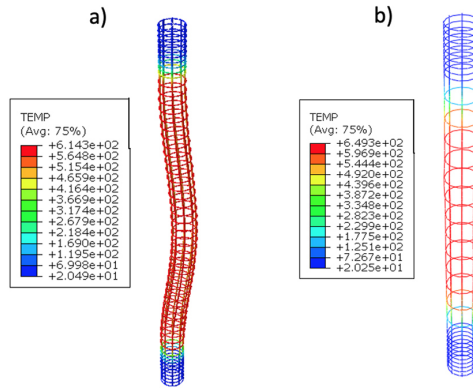 a)
TEMP
(Avg: 75%)
+6.143e+02
+5.648e+02
+5.154e+02
+4.659e+02
+4.164e+02
+3.669e+02
+3.174e+02
+2.679e+02
+2.184e+02
+1.690e+02
+1.195e+02
+6.998e+01
+2.049e+01
b)
TEMP
(Avg: 75%)
+6.493e+02
+5.969e+02
+5.444e+02
+4.920e+02
+4.396e+02
+3.872e+02
+3.348e+02
+2.823e+02
+2.299e+02
+1.775e+02
+1.251e+02
+7.267e+01
+2.025e+01